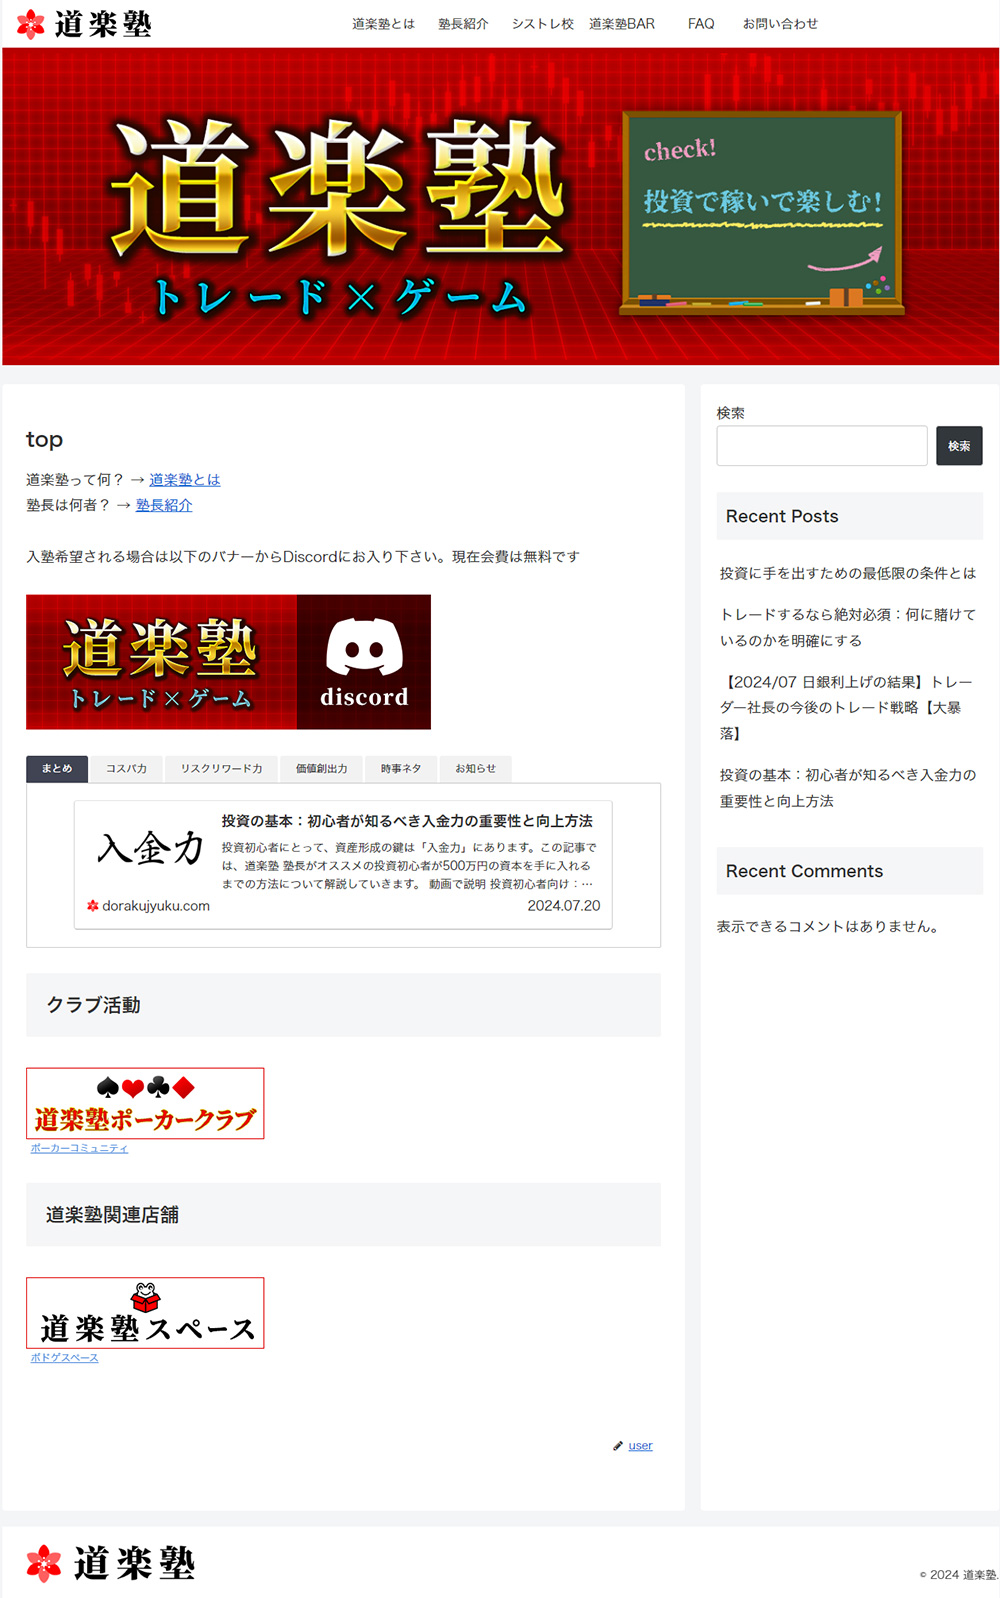 道楽塾
道楽塾とは 塾長紹介 シストレ校 道楽塾BAR FAQ お問い合わせ
道楽塾
トレード×ゲーム
check!
投資で稼いで楽しむ!
top
道楽塾って何？ → 道楽塾とは
塾長は何者？ → 塾長紹介
入塾希望される場合は以下のバナーからDiscordにお入り下さい。現在会費は無料です
道楽塾
トレード×ゲーム
discord
まとめ コスパ力 リスクリワード力 価値創出力 時事ネタ お知らせ
入金力
投資の基本：初心者が知るべき入金力の重要性と向上方法
投資初心者にとって、資産形成の鍵は「入金力」にあります。この記事で
は、道楽塾 塾長がオススメの投資初心者が500万円の資本を手に入れる
までの方法について解説していきます。 動画で説明 投資初心者向け：…
dorakujyuku.com 2024.07.20
クラブ活動
道楽塾ポーカークラブ
ポーカーコミュニティ
道楽塾関連店舗
道楽塾スペース
ボドゲスペース
user
検索
検索
Recent Posts
投資に手を出すための最低限の条件とは
トレードするなら絶対必須：何に賭けて
いるのかを明確にする
【2024/07 日銀利上げの結果】トレー
ダー社長の今後のトレード戦略【大暴
落】
投資の基本：初心者が知るべき入金力の
重要性と向上方法
Recent Comments
表示できるコメントはありません。
道楽塾
© 2024 道楽塾.